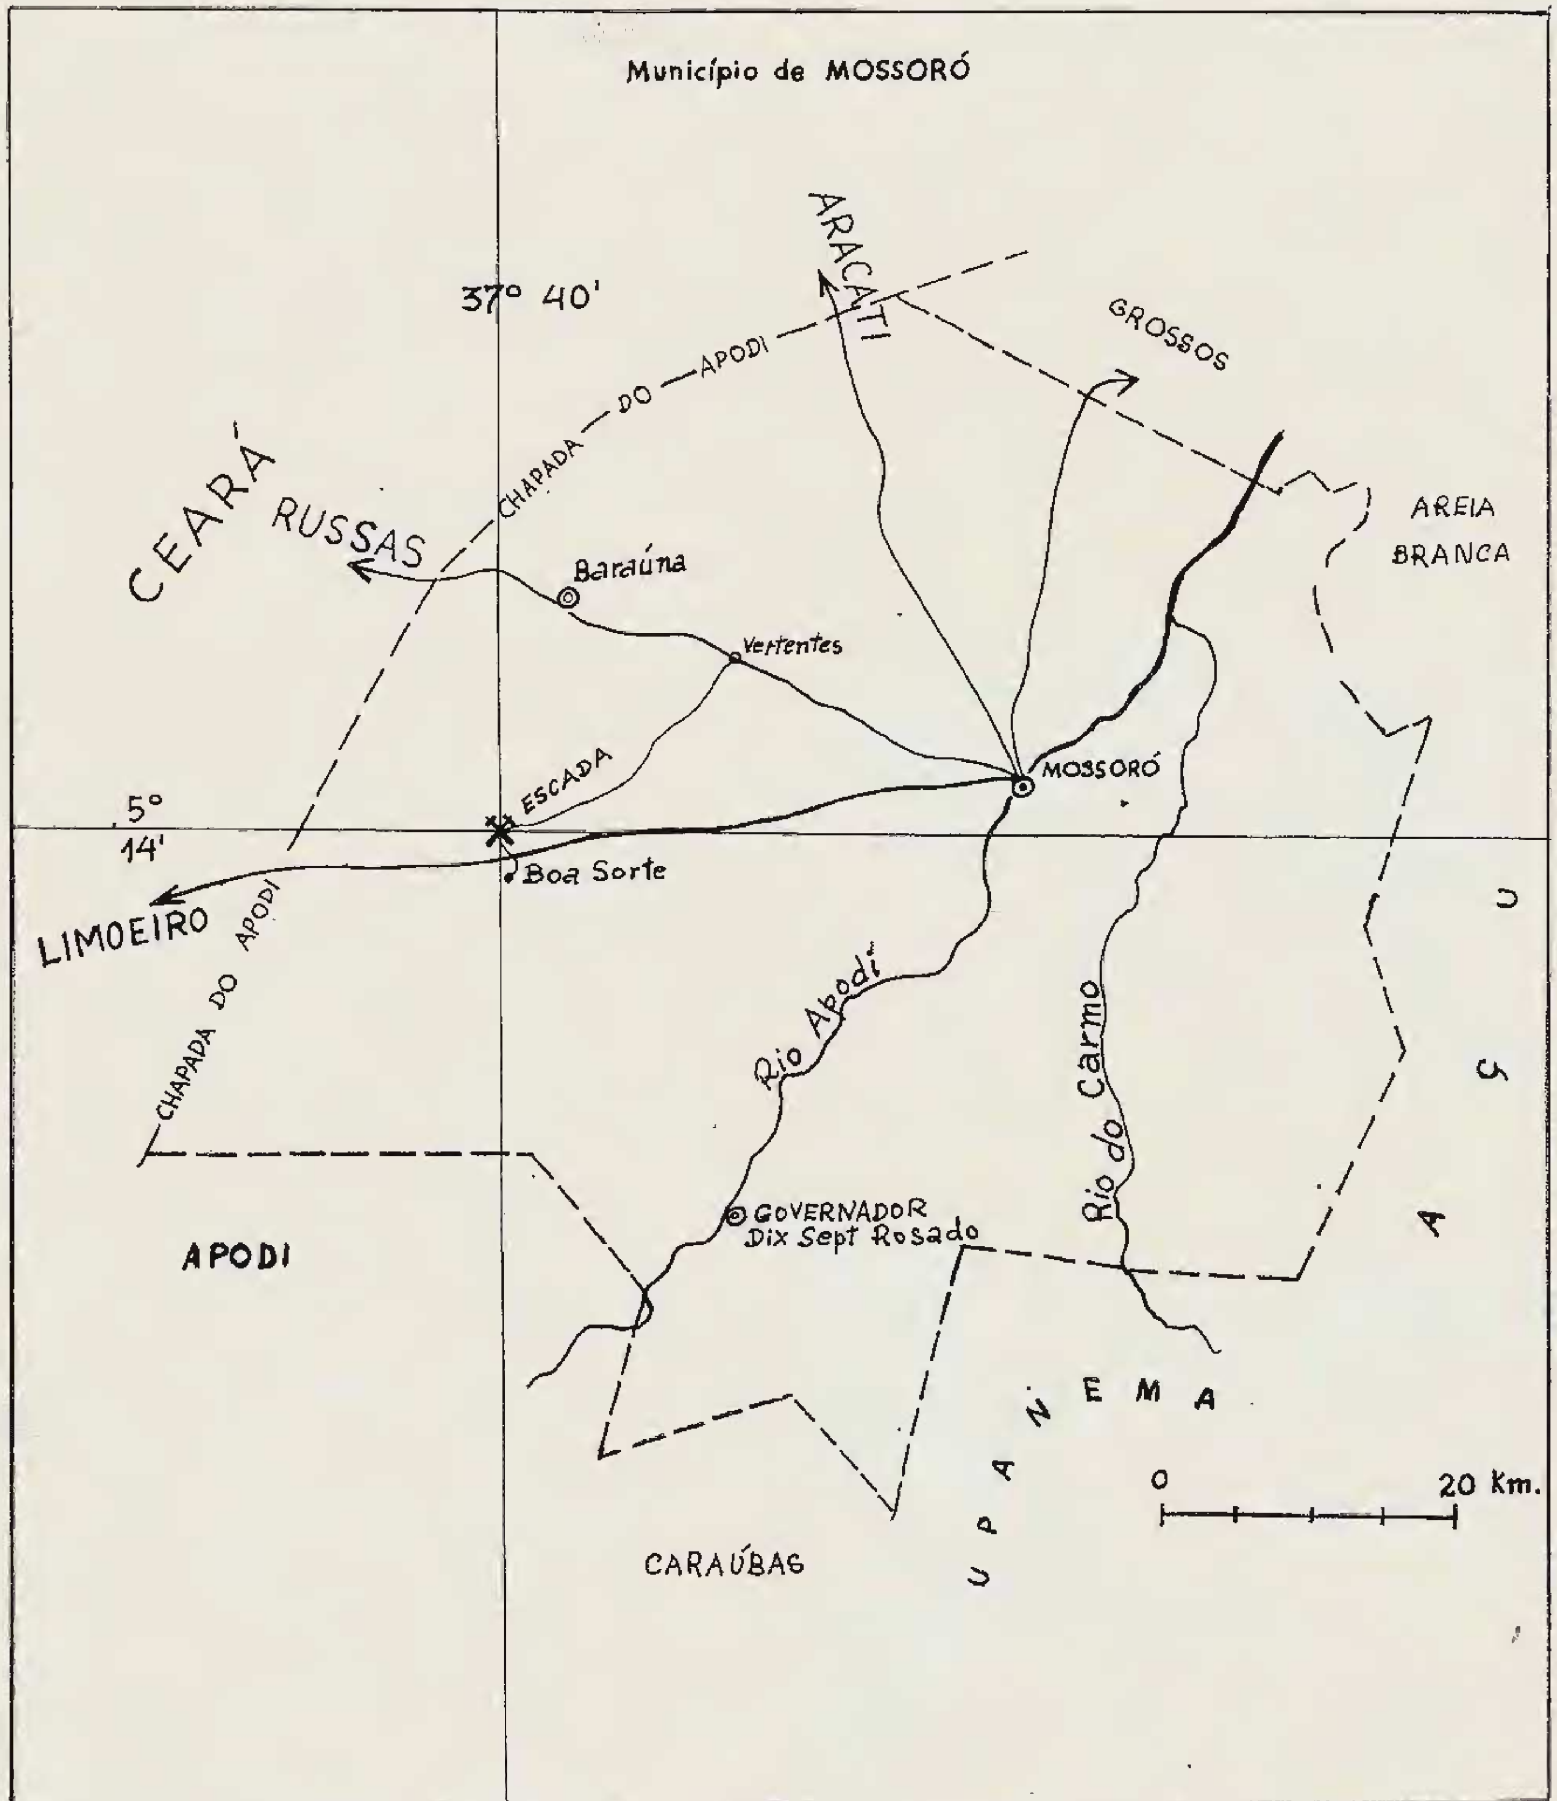 Município de MOSSORÓ
ARACATI
37° 40'
GROSSOS
CHAPADA DO APODI
CEARÁ
RUSSAS
AREIA
BRANCA
Baraúna
Vertentes
ESCADA
MOSSORÓ
5°
14'
Boa Sorte
LIMOEIRO
CHAPADA DO APODI
Rio Apodi
Rio do Carmo
AÇU
GOVERNADOR
Dix Sept Rosado
APODI
UPANEMA
0 20 Km.
CARAÚBAS